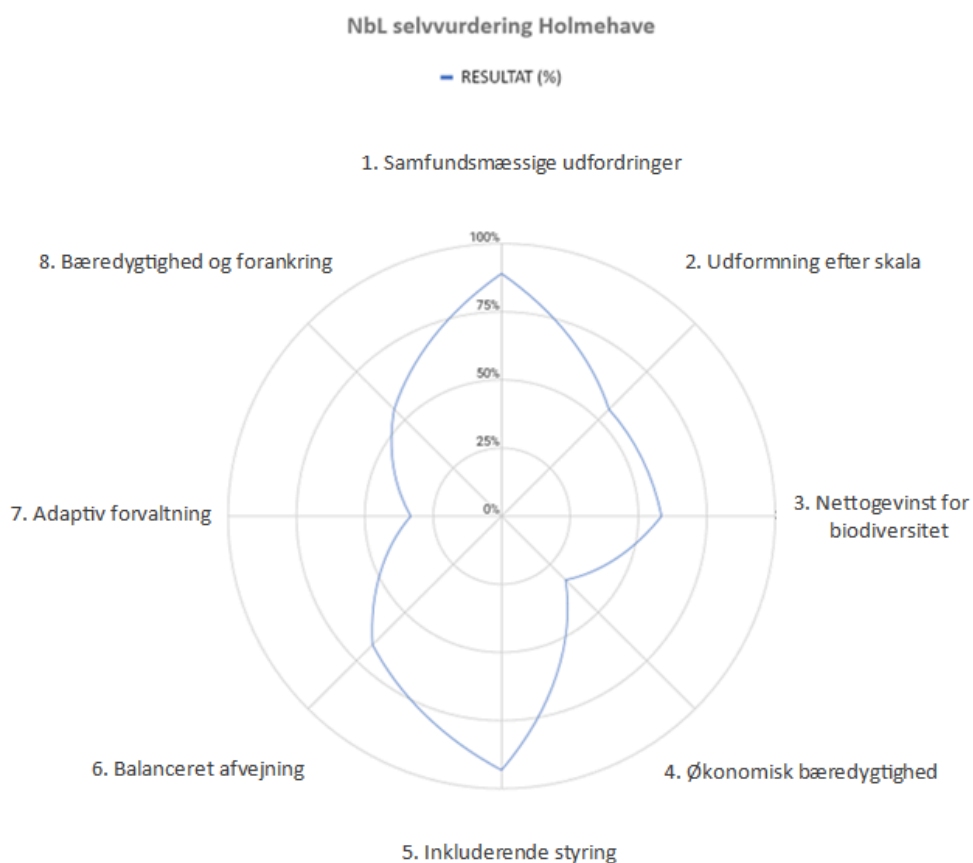 NbL selvvurdering Holmehave
RESULTAT (%)
1. Samfundsmæssige udfordringer
8. Bæredygtighed og forankring
2. Udformning efter skala
100%
75%
50%
25%
0%
7. Adaptiv forvaltning
3. Nettogevinst for
biodiversitet
6. Balanceret afvejning
4. Økonomisk bæredygtighed
5. Inkluderende styring